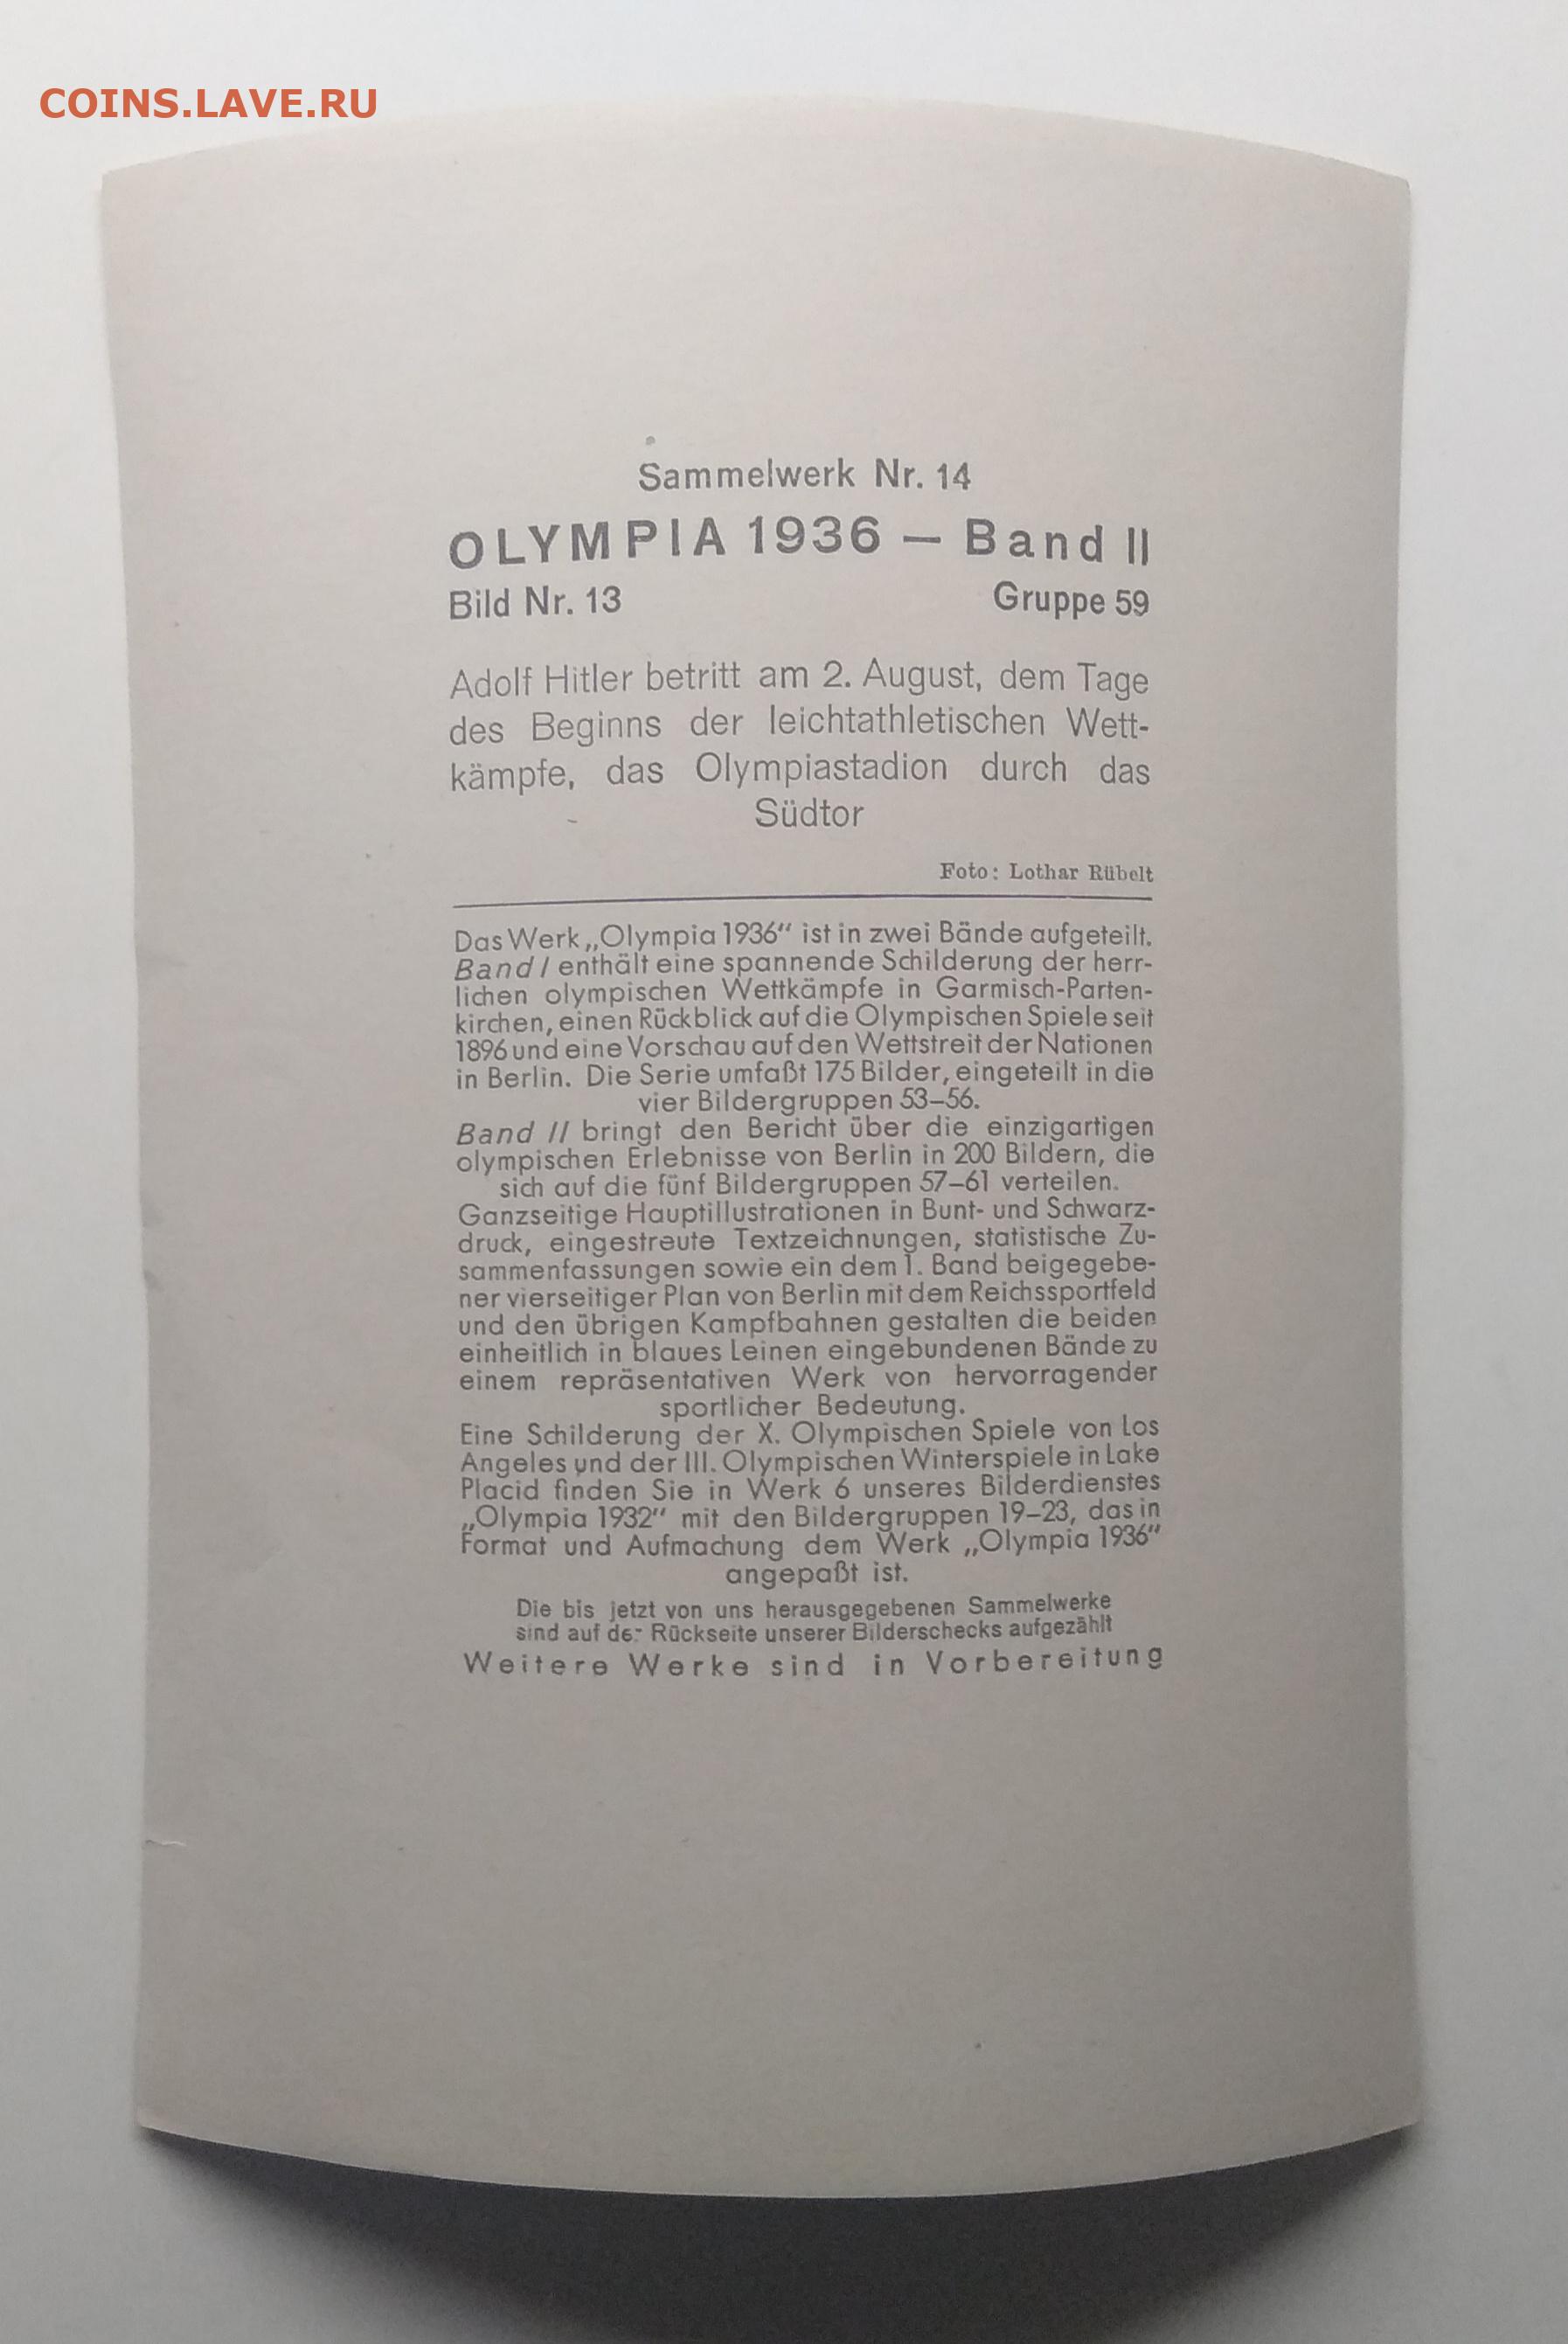 COINS.LAVE.RU
Sammelwerk Nr. 14
OLYMPIA 1936 — Band II
Bild Nr. 13 Gruppe 59
Adolf Hitler betritt am 2. August, dem Tage
des Beginns der leichtathletischen Wett-
kämpfe, das Olympiastadion durch das
Südtor
Foto: Lothar Rübelt
Das Werk „Olympia 1936“ ist in zwei Bände aufgeteilt.
Band I enthält eine spannende Schilderung der herr-
lichen olympischen Wettkämpfe in Garmisch-Parten-
kirchen, einen Rückblick auf die Olympischen Spiele seit
1896 und eine Vorschau auf den Wettstreit der Nationen
in Berlin. Die Serie umfaßt 175 Bilder, eingeteilt in die
vier Bildergruppen 53–56.
Band II bringt den Bericht über die einzigartigen
olympischen Erlebnisse von Berlin in 200 Bildern, die
sich auf die fünf Bildergruppen 57–61 verteilen.
Ganzseitige Hauptillustrationen in Bunt- und Schwarz-
druck, eingestreute Textzeichnungen, statistische Zu-
sammenfassungen sowie ein dem 1. Band beigegebe-
ner vierseitiger Plan von Berlin mit dem Reichssportfeld
und den übrigen Kampfbahnen gestalten die beiden
einheitlich in blaues Leinen eingebundenen Bände zu
einem repräsentativen Werk von hervorragender
sportlicher Bedeutung.
Eine Schilderung der X. Olympischen Spiele von Los
Angeles und der III. Olympischen Winterspiele in Lake
Placid finden Sie in Werk 6 unseres Bilderdienstes
„Olympia 1932“ mit den Bildergruppen 19–23, das in
Format und Aufmachung dem Werk „Olympia 1936“
angepaßt ist.
Die bis jetzt von uns herausgegebenen Sammelwerke
sind auf der Rückseite unserer Bilderschecks aufgezählt
Weitere Werke sind in Vorbereitung